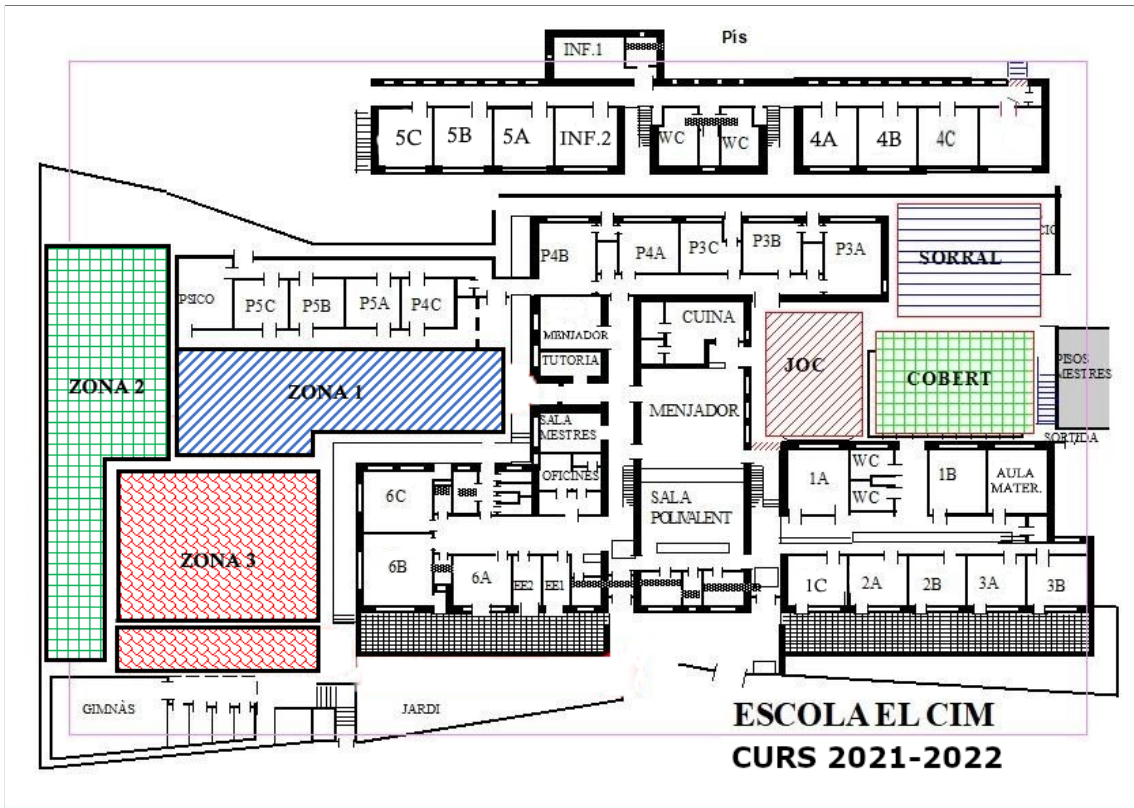 Pís
INF.1
5C
5B
5A
INF.2
WC
WC
4A
4B
4C
P4B
P4A
P3C
P3B
P3A
SORRAL
PSICO
P5C
P5B
P5A
P4C
MENJADOR
TUTORIA
CUINA
JOC
COBERT
PISOS
MESTRES
SORTIDA
ZONA 2
ZONA 1
MENJADOR
SALA
MESTRES
OFICINES
6C
SALA
POLIVALENT
1A
WC
WC
1B
AULA
MATER.
ZONA 3
6B
6A
EE2
EE1
1C
2A
2B
3A
3B
GIMNÀS
JARDI
ESCOLA EL CIM
CURS 2021-2022